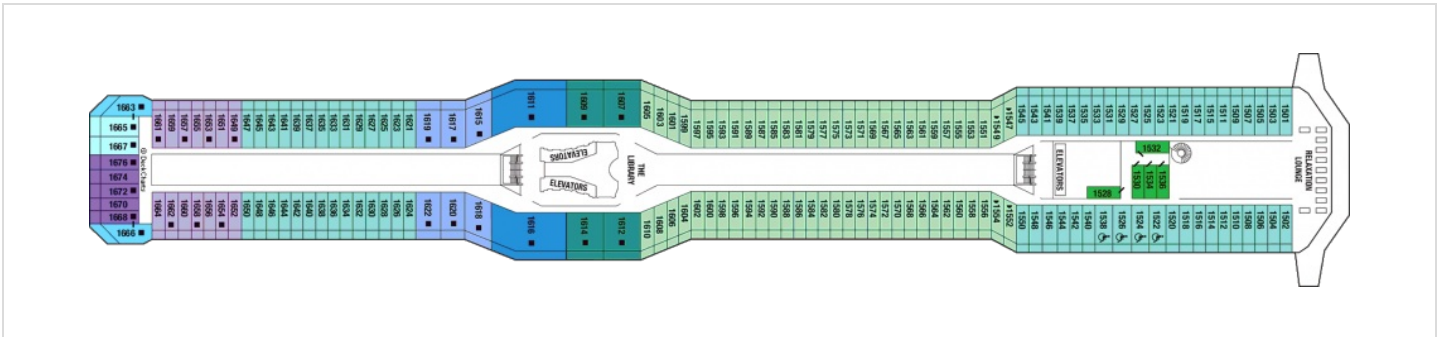 1663
1665
1667
1676
1674
1672
1670
1668
1666
© DeckCharts
1661 1659 1657 1655 1653 1651 1649 1647 1645 1643 1641 1639 1637 1635 1633 1631 1629 1627 1625 1623 1621 1619 1617 1615 1611 1609 1607 1605 1603 1601 1599 1597 1595 1593 1591 1589 1587 1585 1583 1581 1579 1577 1575 1573 1571 1569 1567 1565 1563 1561 1559 1557 1555 1553 1551 1549 1547 1545 1543 1541 1539 1537 1535 1533 1531 1529 1527 1525 1523 1521 1519 1517 1515 1511 1509 1507 1505 1503 1501
ELEVATORS
ELEVATORS
THE LIBRARY
ELEVATORS
1532
1530 1534 1536
1528
RELAXATION LOUNGE
1664 1662 1660 1658 1656 1654 1652 1650 1648 1646 1644 1642 1640 1638 1636 1634 1632 1630 1628 1626 1624 1622 1620 1618 1616 1614 1612 1610 1608 1606 1604 1602 1600 1598 1596 1594 1592 1590 1588 1586 1584 1582 1580 1578 1576 1574 1572 1570 1568 1566 1564 1562 1560 1558 1556 1554 1552 1550 1548 1546 1544 1542 1540 1538 1526 1524 1522 1520 1518 1516 1514 1512 1510 1508 1506 1504 1502